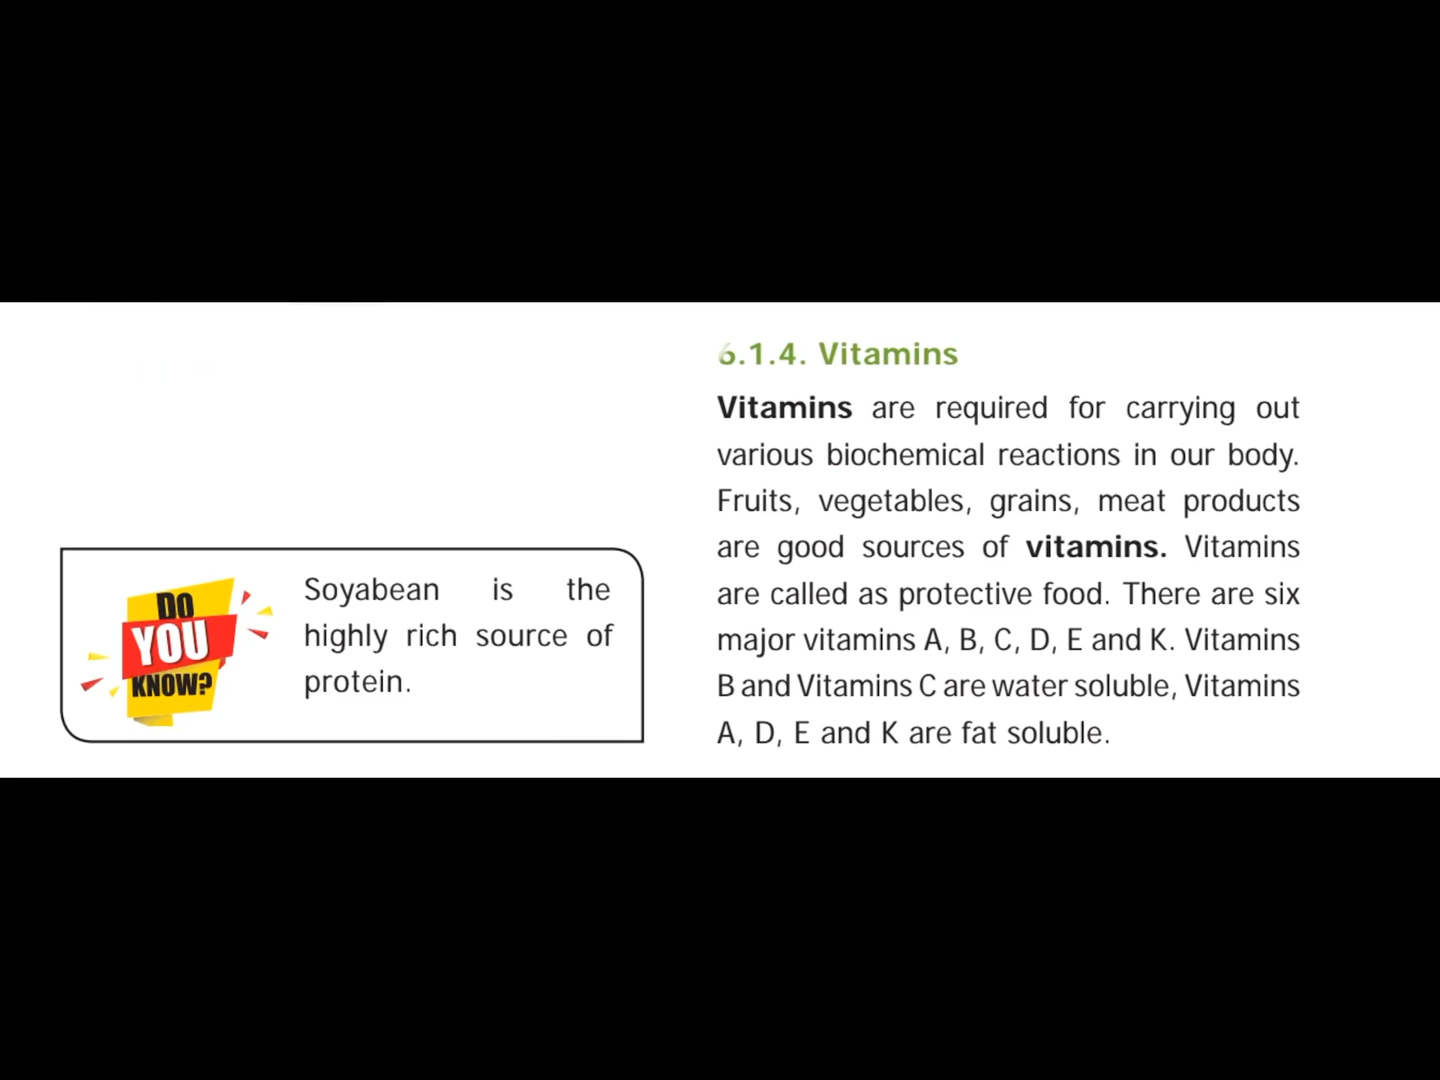 DO
YOU
KNOW?
Soyabean is the
highly rich source of
protein.
6.1.4. Vitamins
Vitamins are required for carrying out
various biochemical reactions in our body.
Fruits, vegetables, grains, meat products
are good sources of vitamins. Vitamins
are called as protective food. There are six
major vitamins A, B, C, D, E and K. Vitamins
B and Vitamins C are water soluble, Vitamins
A, D, E and K are fat soluble.